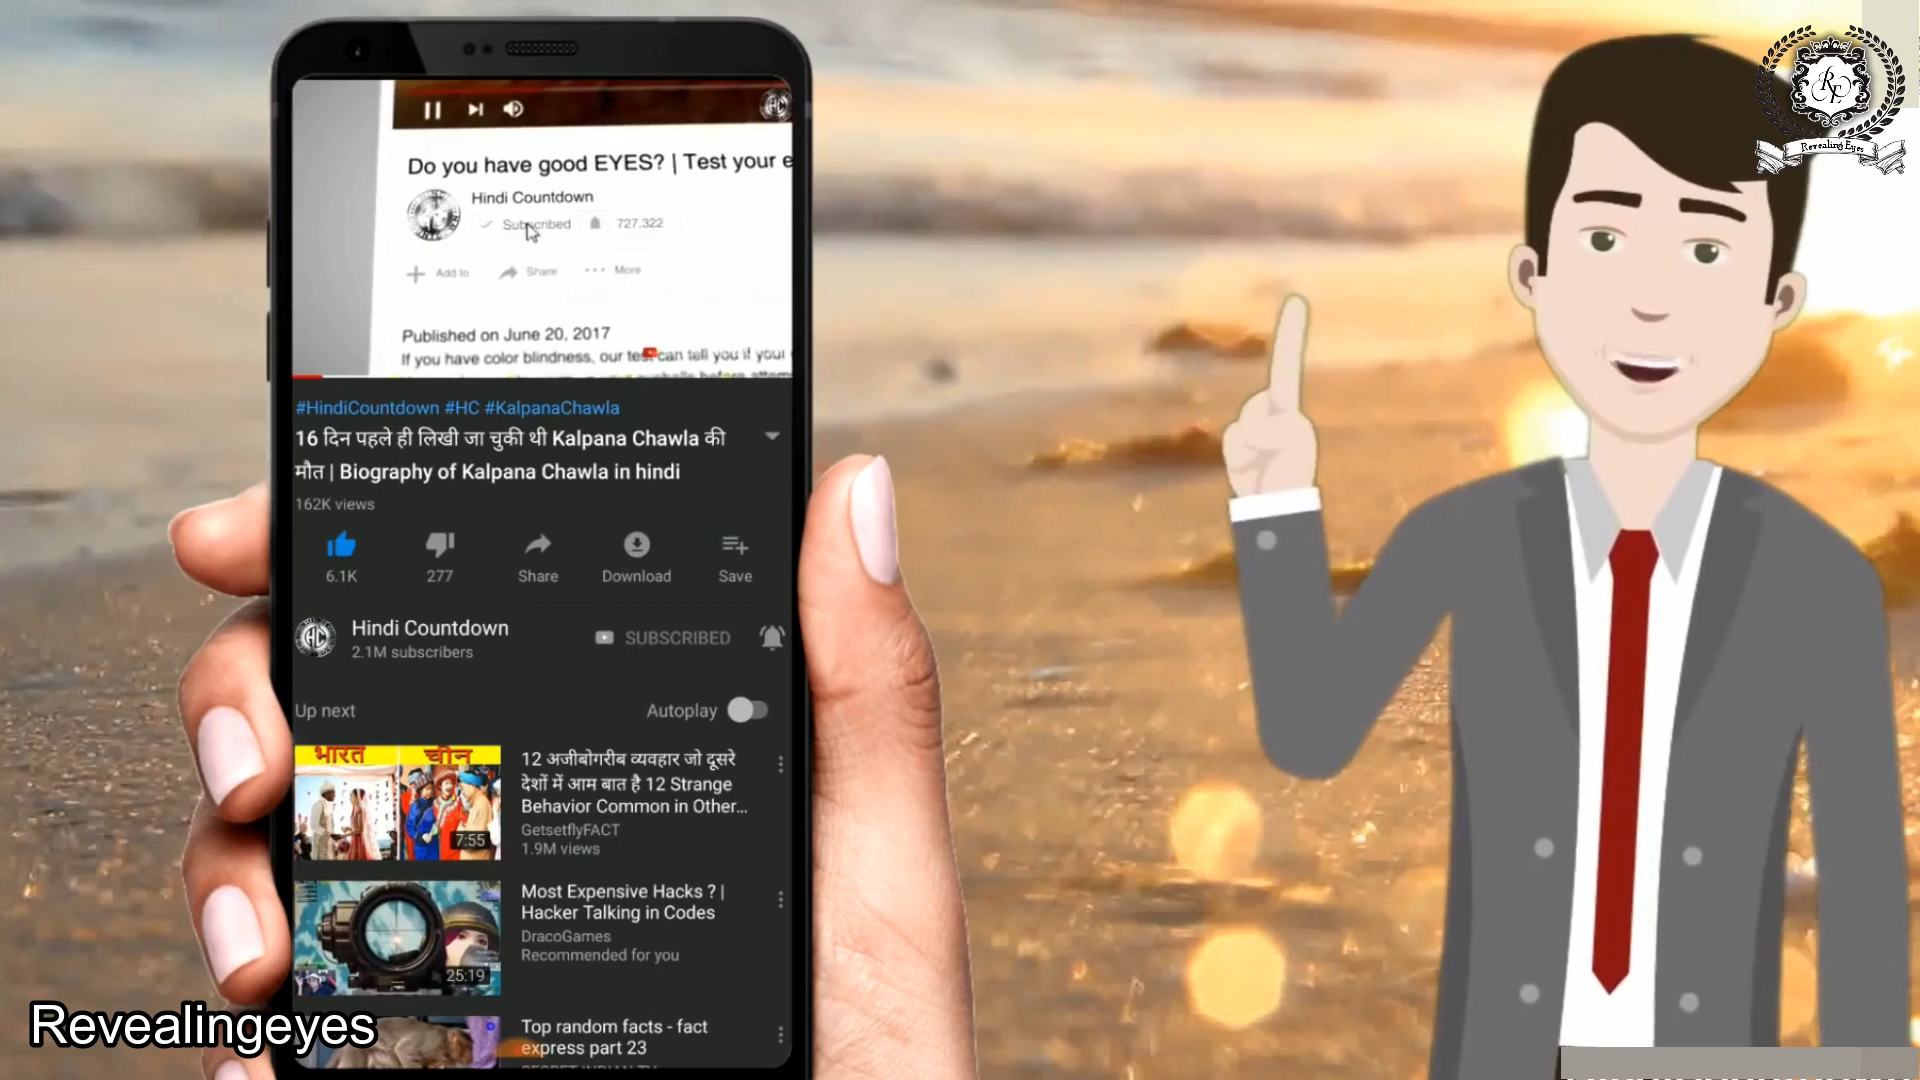 Do you have good EYES? | Test your e
Hindi Countdown
Subscribed 727,322
Add to Share More
Published on June 20, 2017
If you have color blindness, our test can tell you if your
#HindiCountdown #HC #KalpanaChawla
16 दिन पहले ही लिखी जा चुकी थी Kalpana Chawla की
मौत | Biography of Kalpana Chawla in hindi
162K views
6.1K 277 Share Download Save
HC Hindi Countdown
2.1M subscribers
SUBSCRIBED
Up next Autoplay
भारत चीन
7:55
12 अजीबोगरीब व्यवहार जो दूसरे
देशों में आम बात है 12 Strange
Behavior Common in Other...
GetsetflyFACT
1.9M views
25:19
Most Expensive Hacks ? |
Hacker Talking in Codes
DracoGames
Recommended for you
Top random facts - fact
express part 23
Revealingeyes
RE
Revealing Eyes